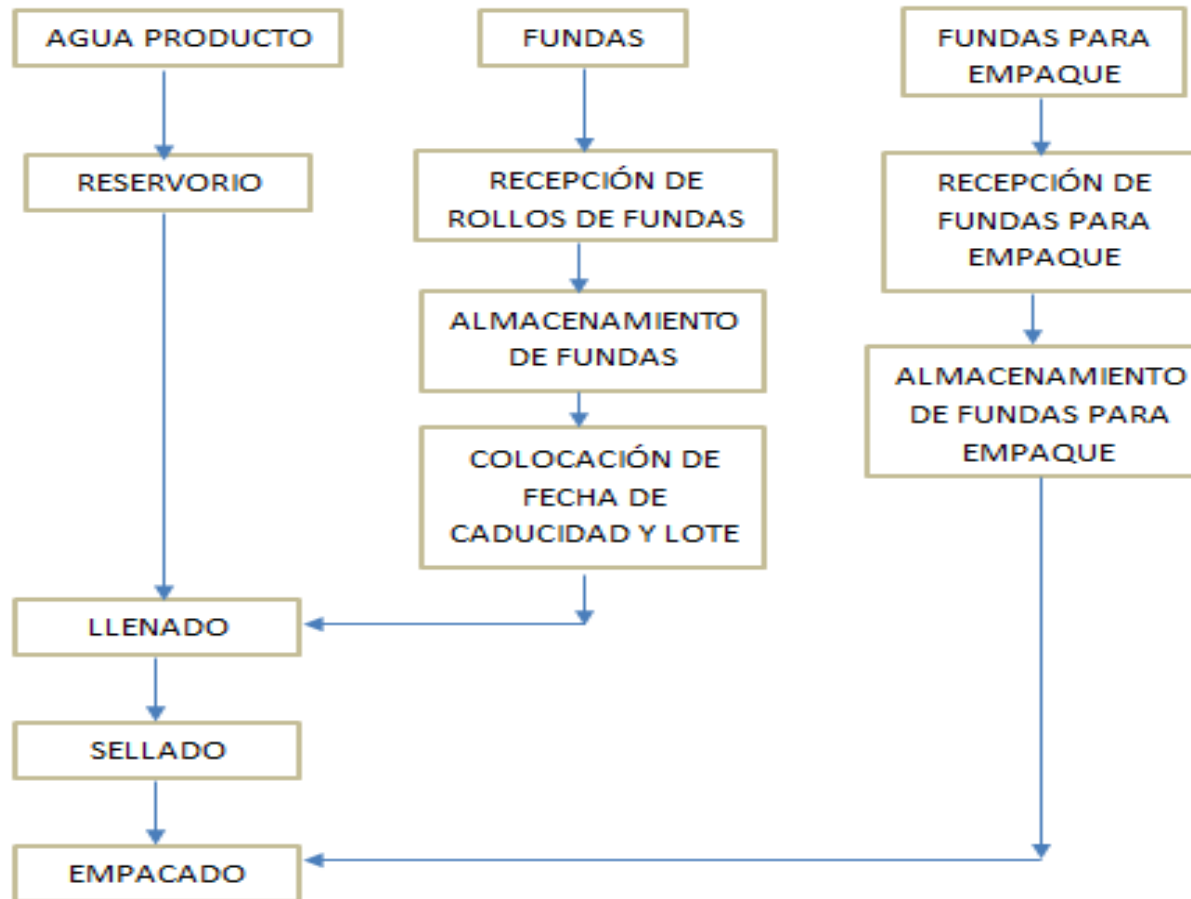 AGUA PRODUCTO
FUNDAS
FUNDAS PARA
EMPAQUE
RESERVORIO
RECEPCIÓN DE
ROLLOS DE FUNDAS
RECEPCIÓN DE
FUNDAS PARA
EMPAQUE
ALMACENAMIENTO
DE FUNDAS
ALMACENAMIENTO
DE FUNDAS PARA
EMPAQUE
COLOCACIÓN DE
FECHA DE
CADUCIDAD Y LOTE
LLENADO
SELLADO
EMPACADO